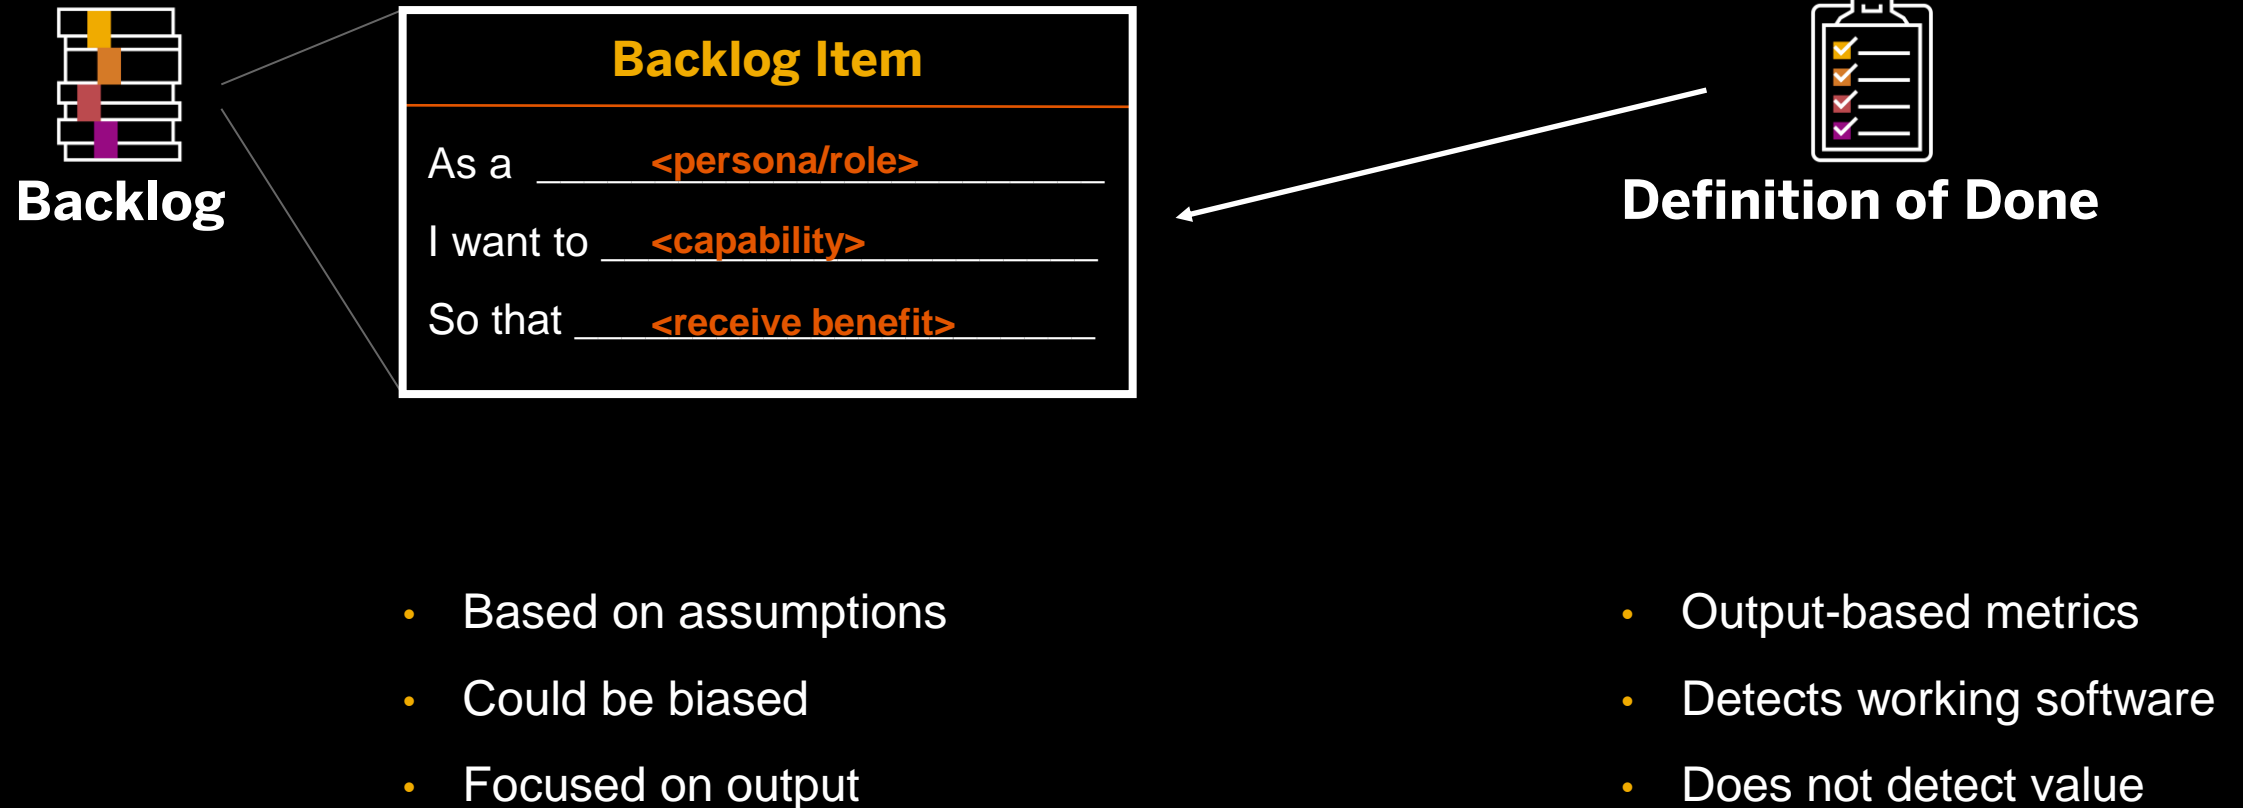 Backlog
Backlog Item
As a <persona/role>
I want to <capability>
So that <receive benefit>
Definition of Done
• Based on assumptions
• Could be biased
• Focused on output
• Output-based metrics
• Detects working software
• Does not detect value